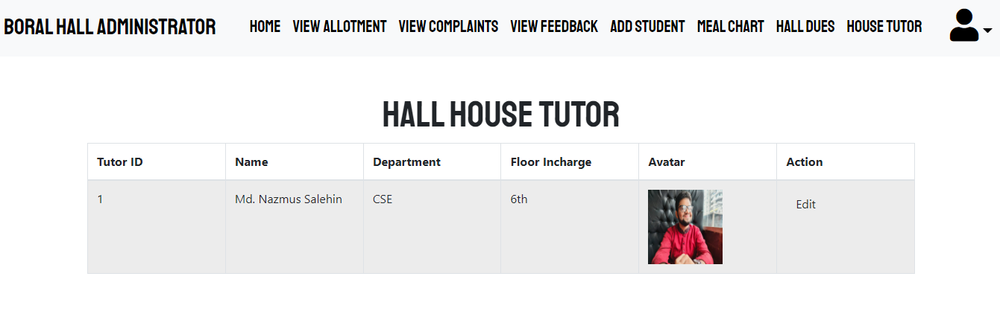 BORAL HALL ADMINISTRATOR HOME VIEW ALLOTMENT VIEW COMPLAINTS VIEW FEEDBACK ADD STUDENT MEAL CHART HALL DUES HOUSE TUTOR
HALL HOUSE TUTOR
Tutor ID Name Department Floor Incharge Avatar Action
1 Md. Nazmus Salehin CSE 6th Edit